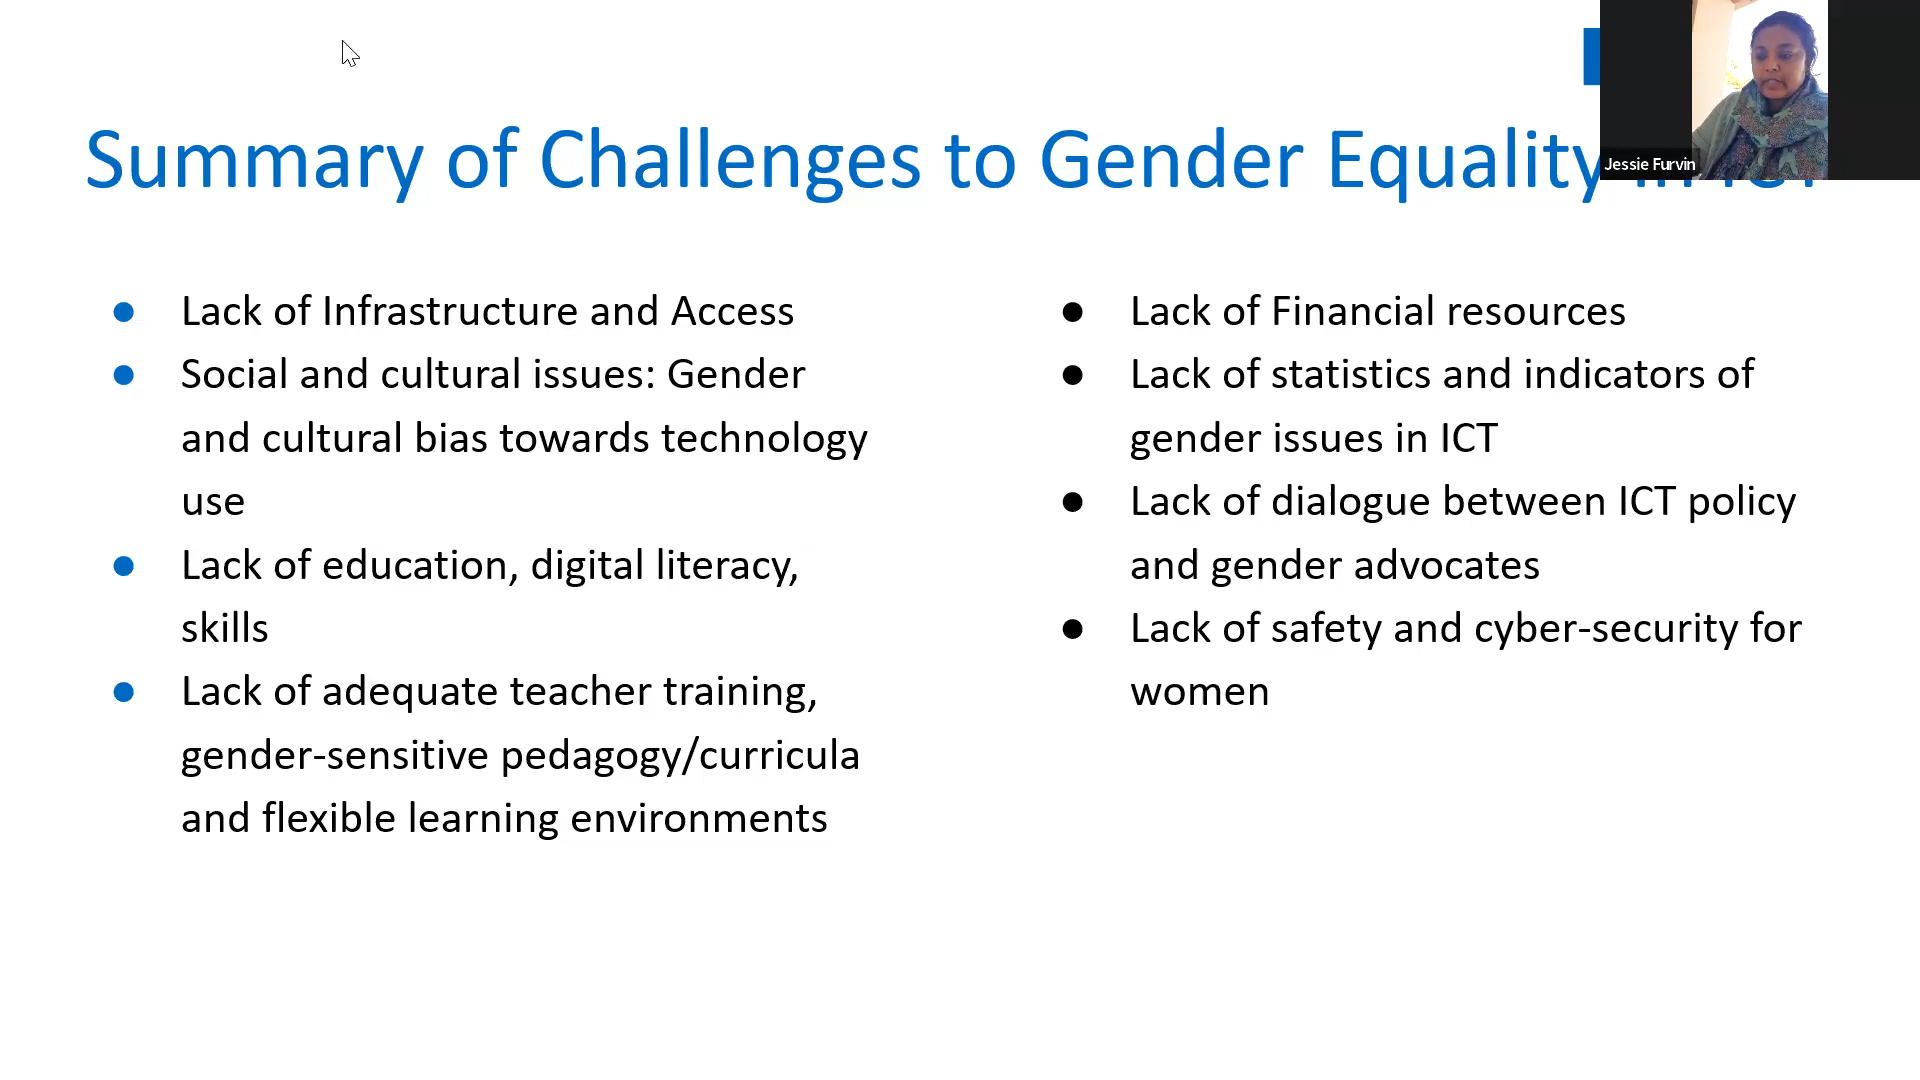 Summary of Challenges to Gender Equality
Jessie Furvin
Lack of Infrastructure and Access
Social and cultural issues: Gender
and cultural bias towards technology
use
Lack of education, digital literacy,
skills
Lack of adequate teacher training,
gender-sensitive pedagogy/curricula
and flexible learning environments
Lack of Financial resources
Lack of statistics and indicators of
gender issues in ICT
Lack of dialogue between ICT policy
and gender advocates
Lack of safety and cyber-security for
women